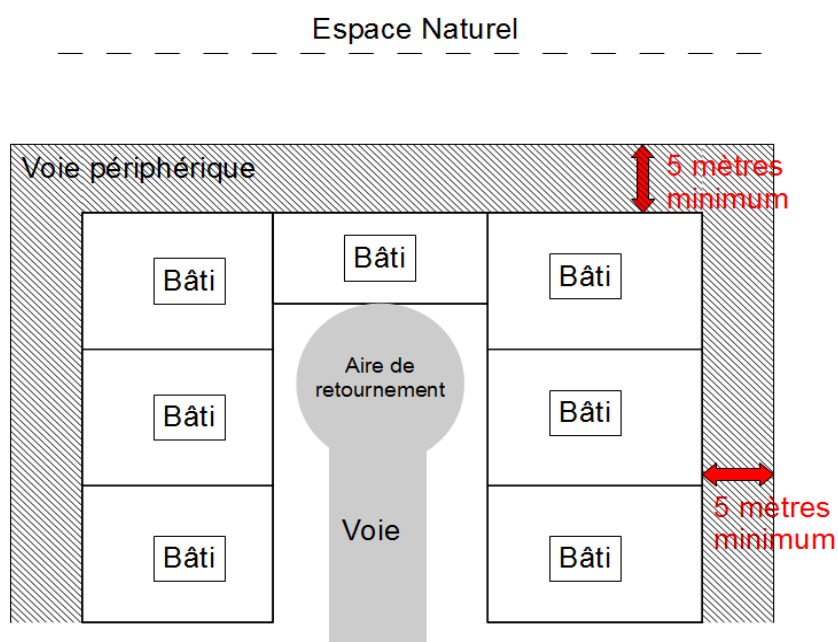 Espace Naturel
Voie périphérique
5 mètres
minimum
Bâti
Bâti
Bâti
Aire de
retournement
Bâti
Bâti
5 mètres
minimum
Voie
Bâti
Bâti